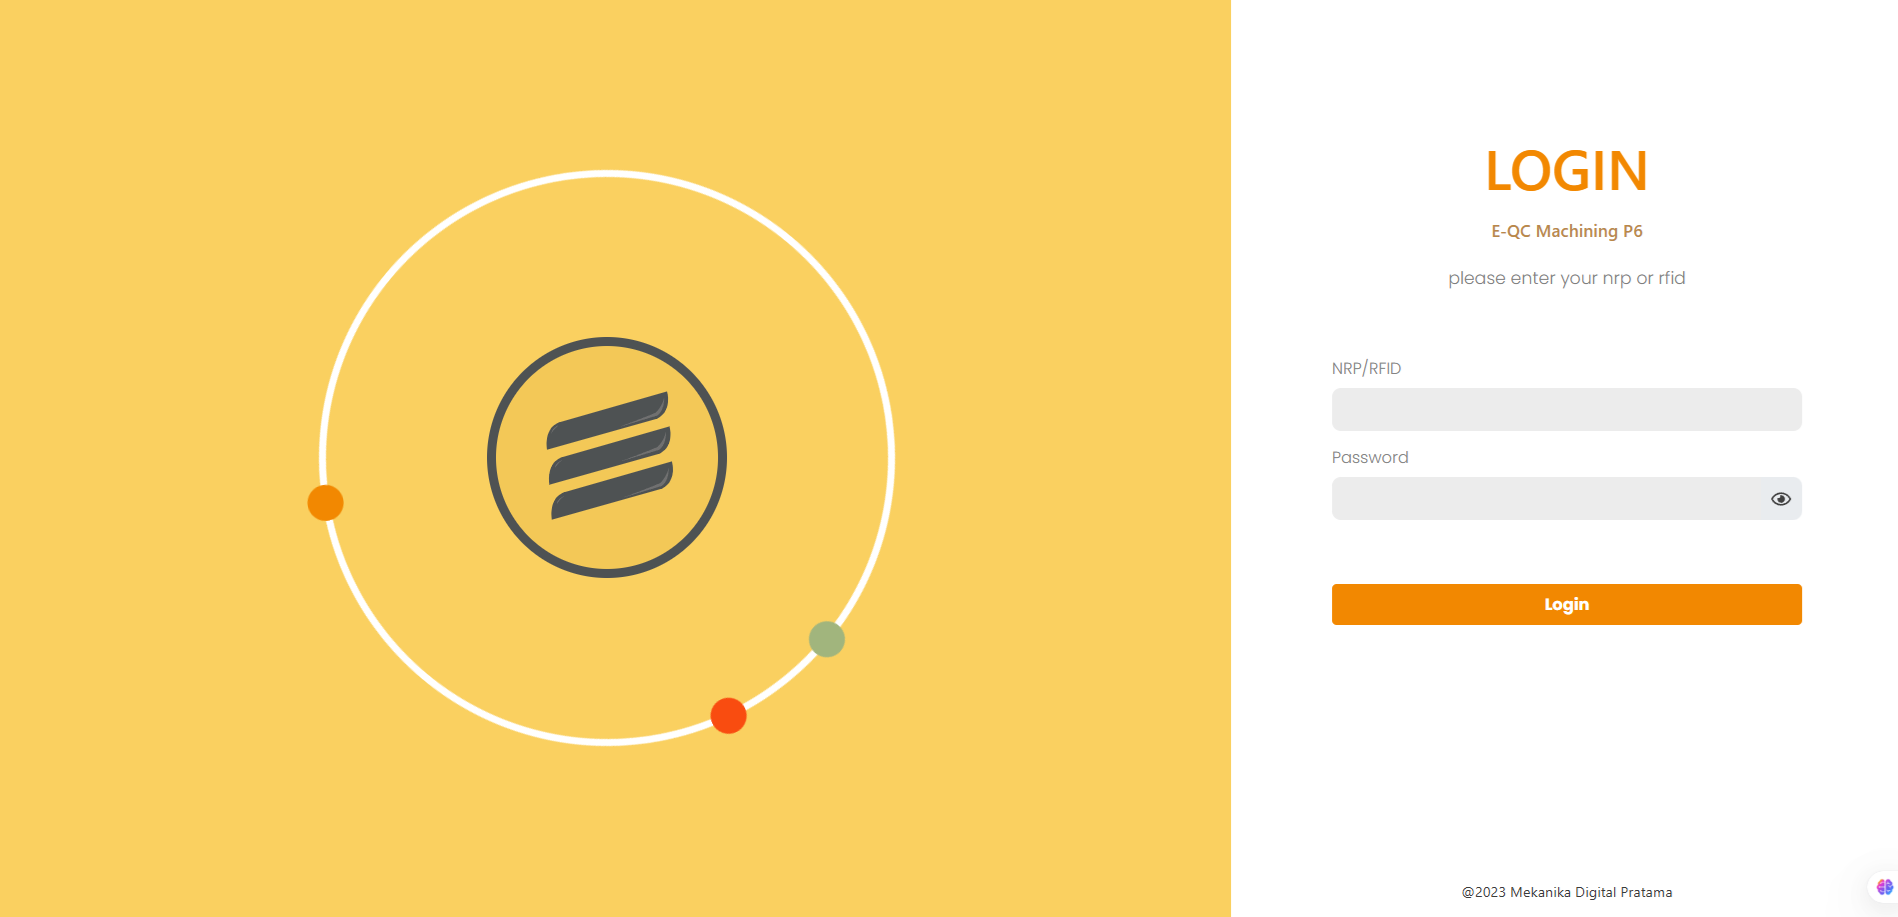 LOGIN
E-QC Machining P6
please enter your nrp or rfid
NRP/RFID
Password
Login
@2023 Mekanika Digital Pratama